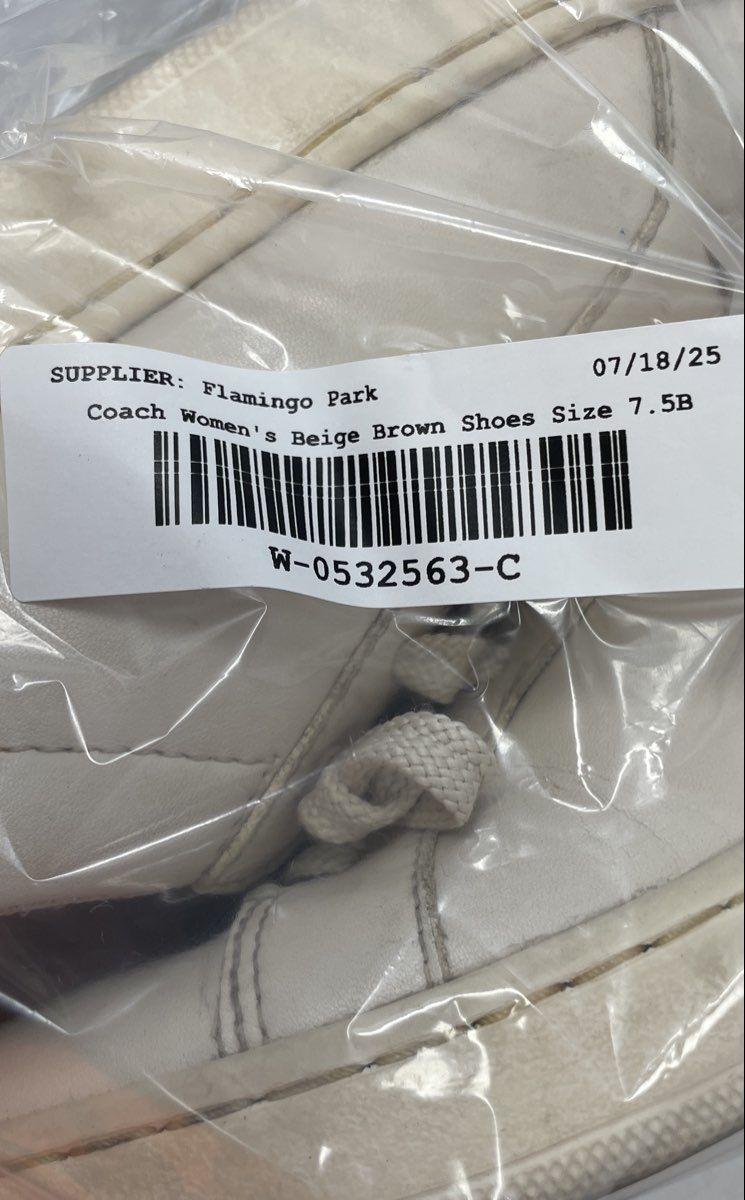 SUPPLIER: Flamingo Park 07/18/25
Coach Women's Beige Brown Shoes Size 7.5B
W-0532563-C